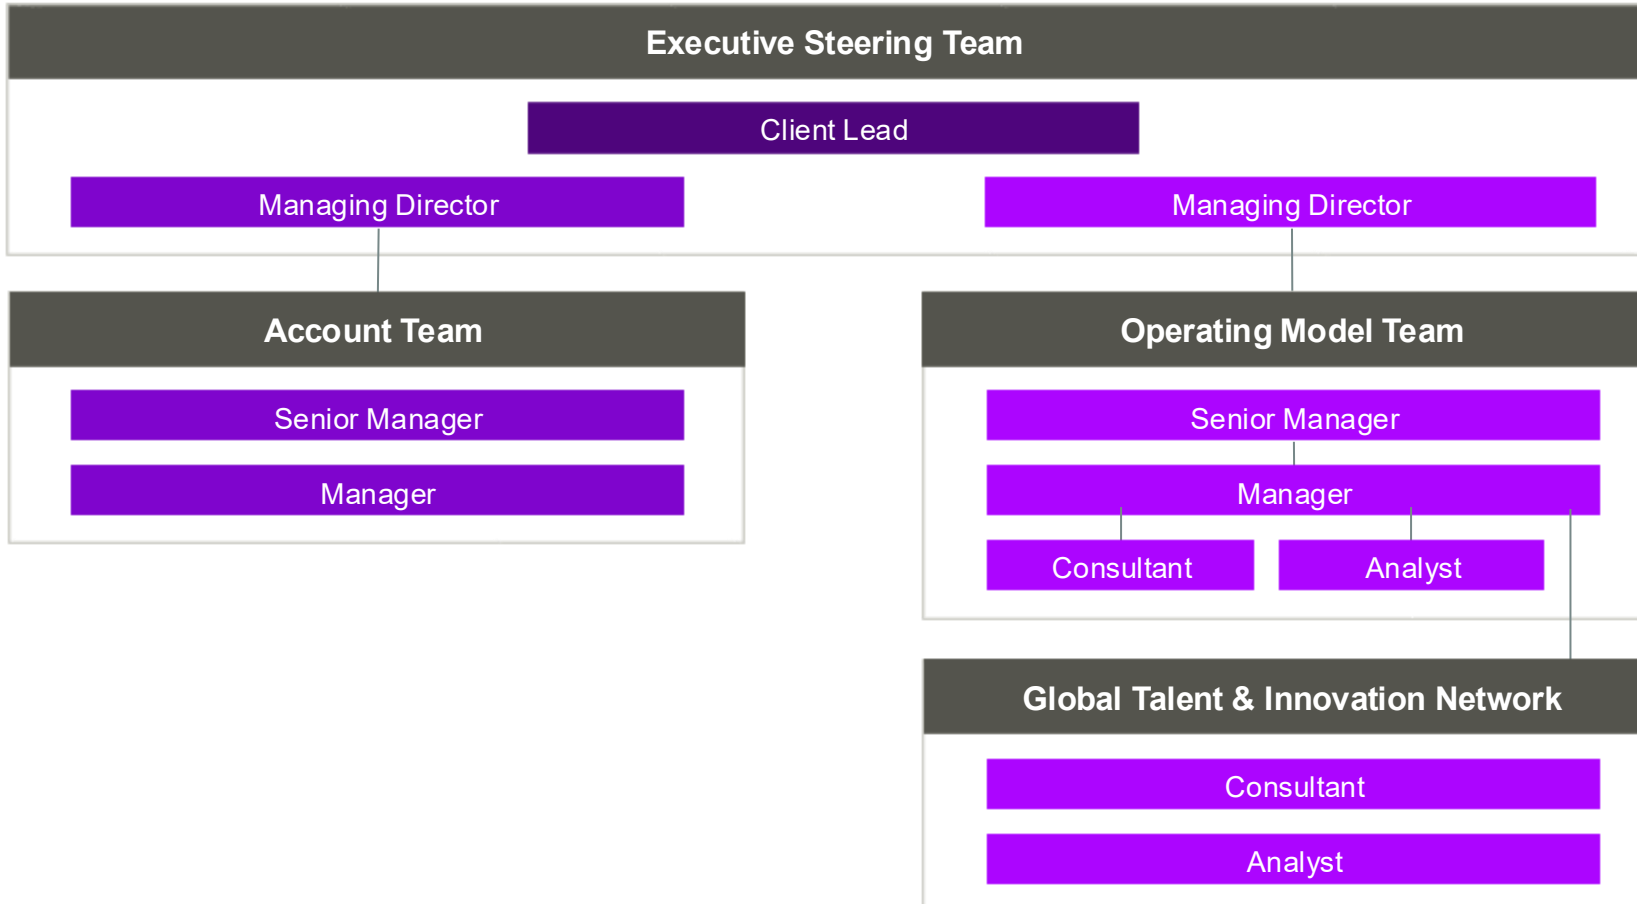 Executive Steering Team
Client Lead
Managing Director
Managing Director
Account Team
Senior Manager
Manager
Operating Model Team
Senior Manager
Manager
Consultant
Analyst
Global Talent & Innovation Network
Consultant
Analyst